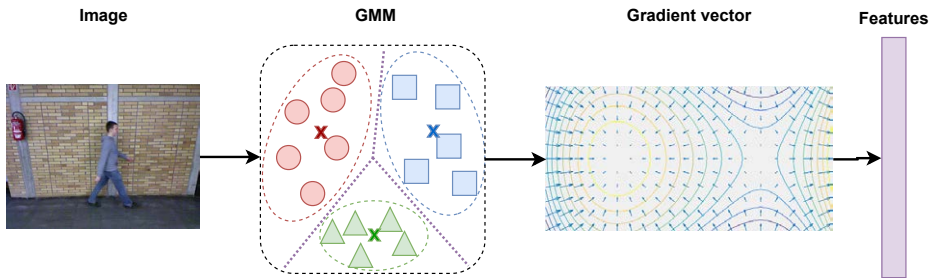 Image
GMM
Gradient vector
Features
X
X
X